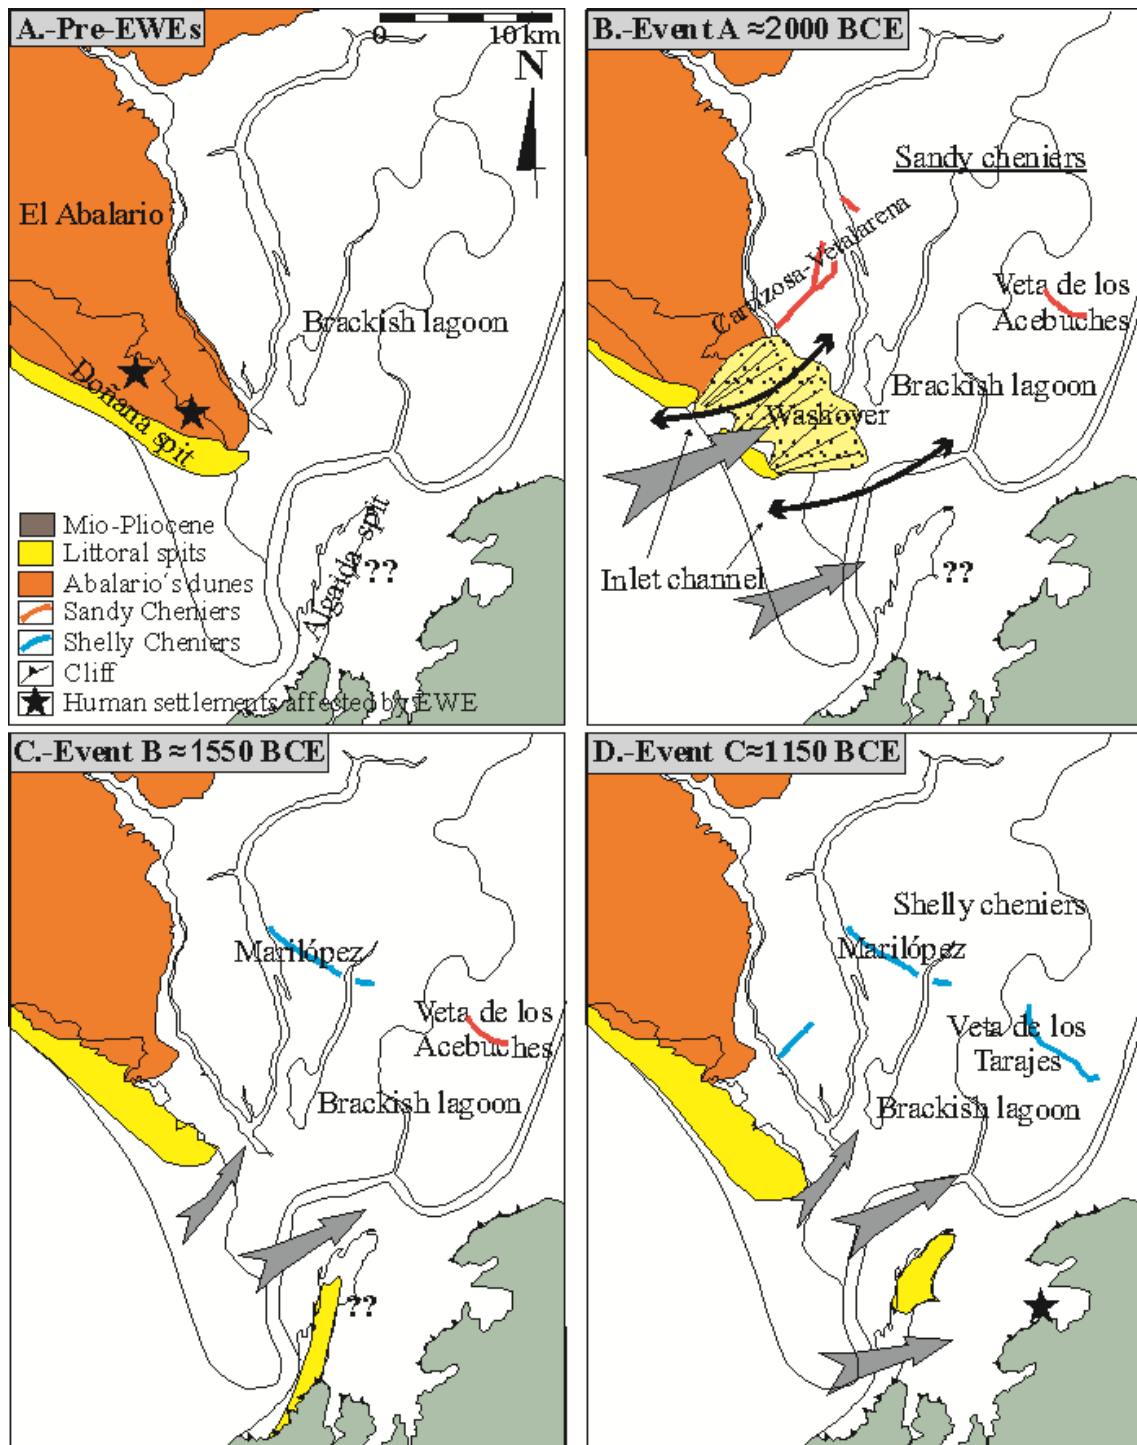 A.-Pre-EWEs
0 10 km
N
El Abalario
Brackish lagoon
Doñana spit
Algaida spit
??
Mio-Pliocene
Littoral spits
Abalario´s dunes
Sandy Cheniers
Shelly Cheniers
Cliff
Human settlements affected by EWE
B.-Event A ≈2000 BCE
Sandy cheniers
Carrizosa-Vetalarena
Veta de los
Acebuches
Brackish lagoon
Washover
Inlet channel
??
C.-Event B ≈1550 BCE
Marilópez
Veta de los
Acebuches
Brackish lagoon
??
D.-Event C≈1150 BCE
Shelly cheniers
Marilópez
Veta de los
Tarajes
Brackish lagoon